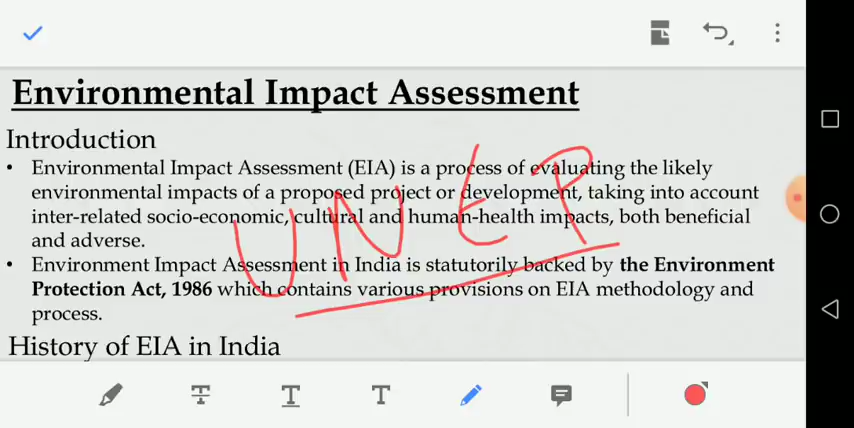 Environmental Impact Assessment
Introduction
• Environmental Impact Assessment (EIA) is a process of evaluating the likely
environmental impacts of a proposed project or development, taking into account
inter-related socio-economic, cultural and human-health impacts, both beneficial
and adverse.
• Environment Impact Assessment in India is statutorily backed by the Environment
Protection Act, 1986 which contains various provisions on EIA methodology and
process.
UNEP
History of EIA in India
T T T